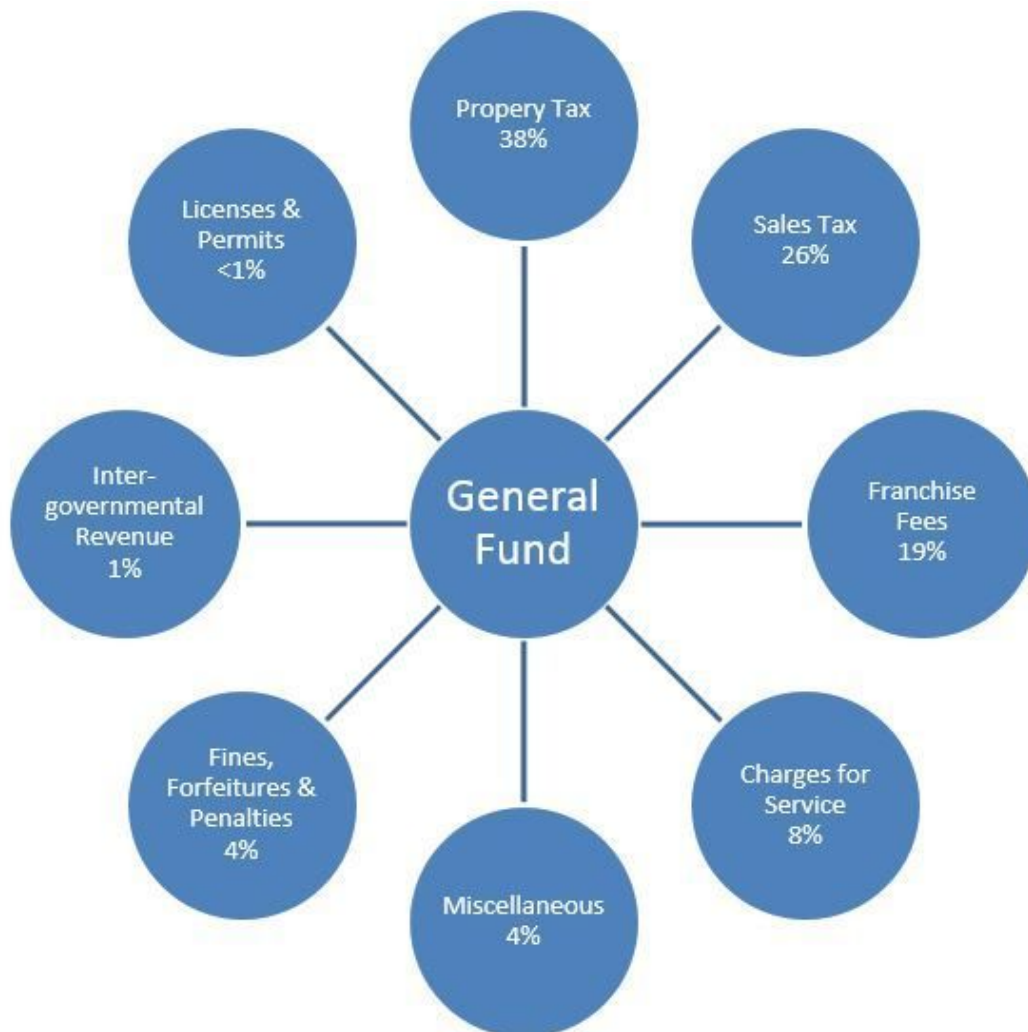 Propery Tax
38%
Licenses &
Permits
<1%
Sales Tax
26%
Inter-
governmental
Revenue
1%
General
Fund
Franchise
Fees
19%
Fines,
Forfeitures &
Penalties
4%
Charges for
Service
8%
Miscellaneous
4%